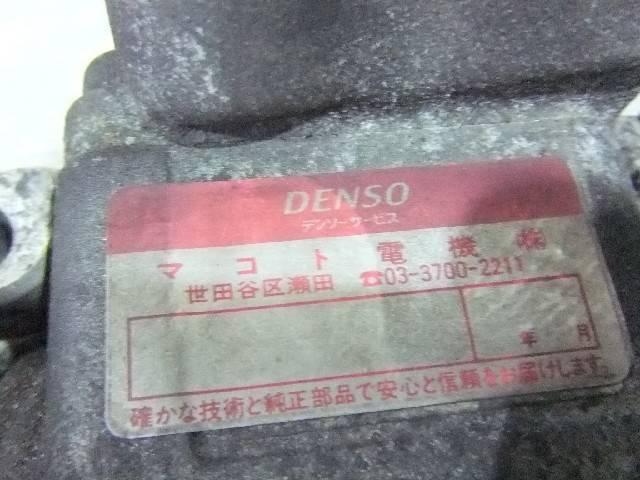 DENSO
デンソーサービス
マコト電機㈱
世田谷区瀬田 ☎03-3700-2211
年 月
確かな技術と純正部品で安心と信頼をお届けします。